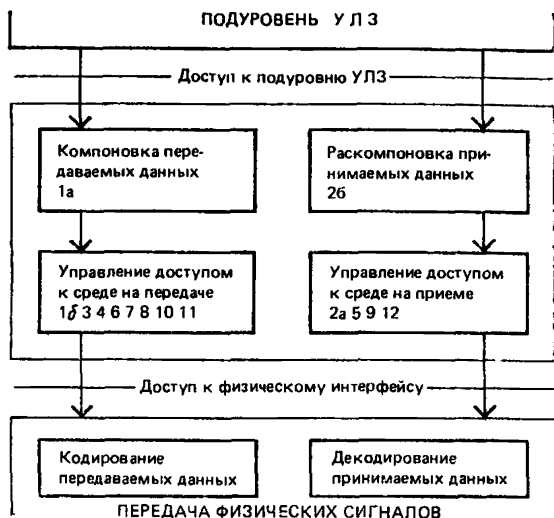 ПОДУРОВЕНЬ УЛЗ
Доступ к подуровню УЛЗ
Компоновка пере-
даваемых данных
1а
Раскомпоновка при-
нимаемых данных
2б
Управление доступом
к среде на передаче
1б 3 4 6 7 8 10 11
Управление доступом
к среде на приеме
2а 5 9 12
Доступ к физическому интерфейсу
Кодирование
передаваемых данных
Декодирование
принимаемых данных
ПЕРЕДАЧА ФИЗИЧЕСКИХ СИГНАЛОВ